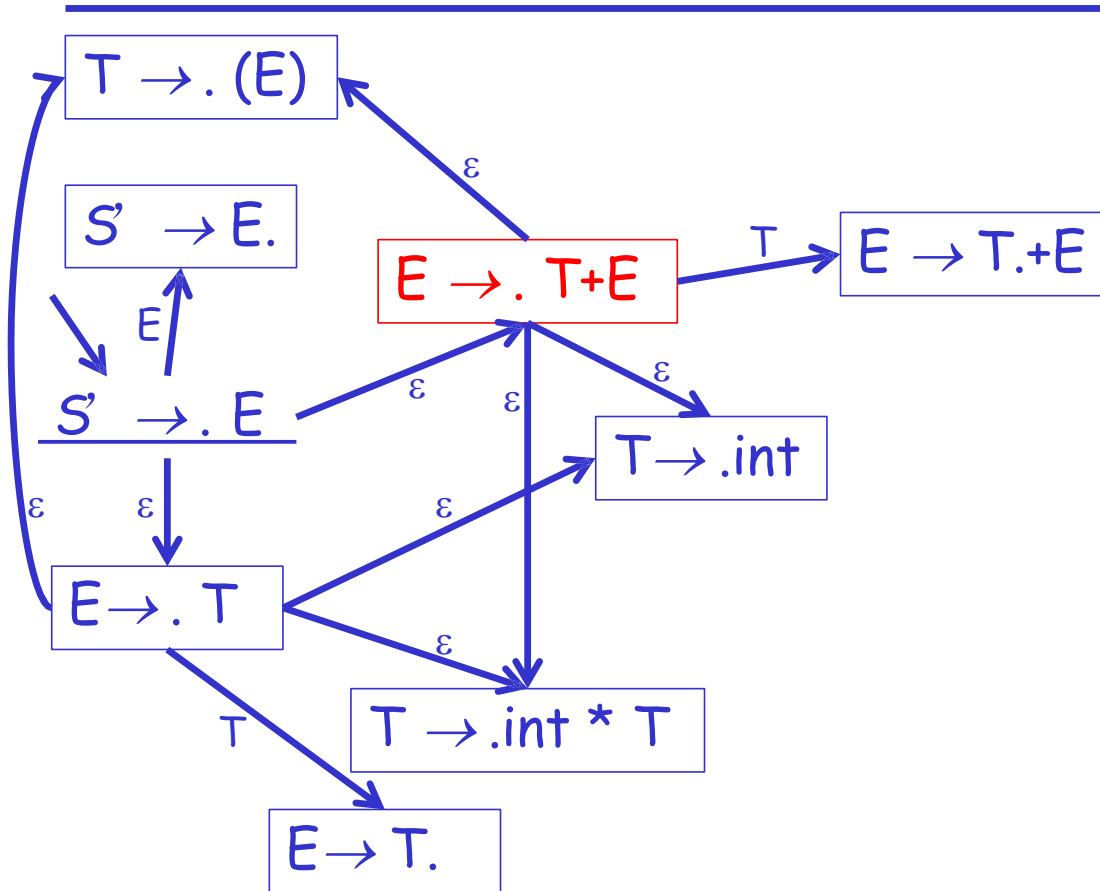 T → . (E)
ε
S’ → E.
T
E → . T+E
E → T.+E
E
ε
ε
ε
S’ → . E
T → .int
ε
ε
ε
E → . T
ε
T → .int * T
T
E → T.